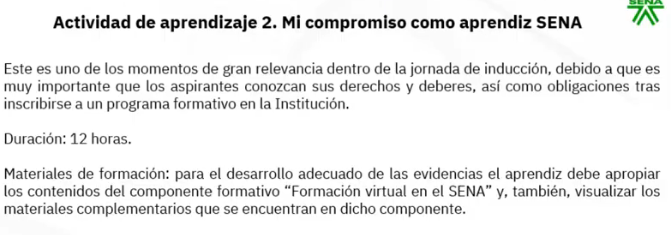 SENA
Actividad de aprendizaje 2. Mi compromiso como aprendiz SENA
Este es uno de los momentos de gran relevancia dentro de la jornada de inducción, debido a que es
muy importante que los aspirantes conozcan sus derechos y deberes, así como obligaciones tras
inscribirse a un programa formativo en la Institución.
Duración: 12 horas.
Materiales de formación: para el desarrollo adecuado de las evidencias el aprendiz debe apropiar
los contenidos del componente formativo “Formación virtual en el SENA” y, también, visualizar los
materiales complementarios que se encuentran en dicho componente.